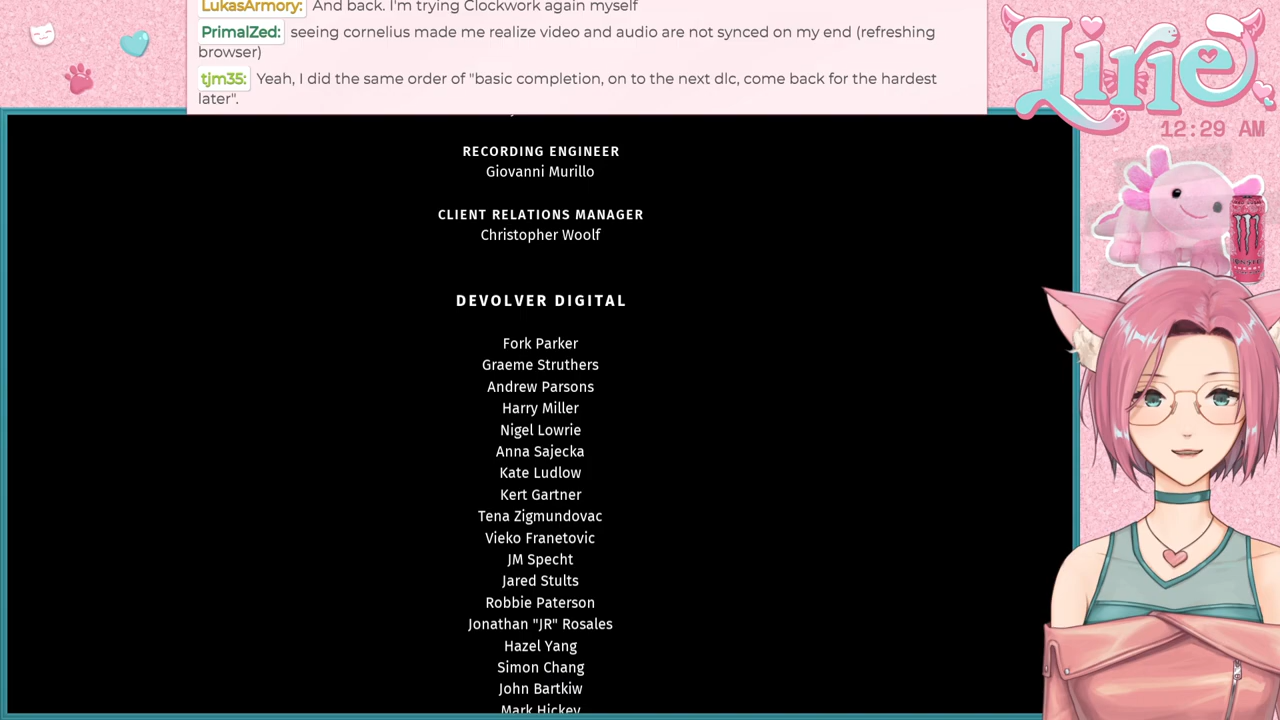 LukasArmory: And back. I'm trying Clockwork again myself
PrimalZed: seeing cornelius made me realize video and audio are not synced on my end (refreshing
browser)
tjm35: Yeah, I did the same order of "basic completion, on to the next dlc, come back for the hardest
later".
Lirie
12:29 AM
RECORDING ENGINEER
Giovanni Murillo
CLIENT RELATIONS MANAGER
Christopher Woolf
DEVOLVER DIGITAL
Fork Parker
Graeme Struthers
Andrew Parsons
Harry Miller
Nigel Lowrie
Anna Sajecka
Kate Ludlow
Kert Gartner
Tena Zigmundovac
Vieko Franetovic
JM Specht
Jared Stults
Robbie Paterson
Jonathan "JR" Rosales
Hazel Yang
Simon Chang
John Bartkiw
Mark Hickey